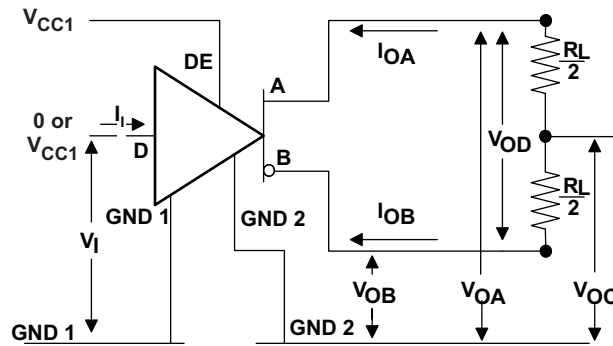 VCC1
DE
IOA
A
RL
2
0 or
VCC1
II
D
VOD
B
RL
2
GND 1
GND 2
IOB
VI
VOB
VOA
VOC
GND 1
GND 2